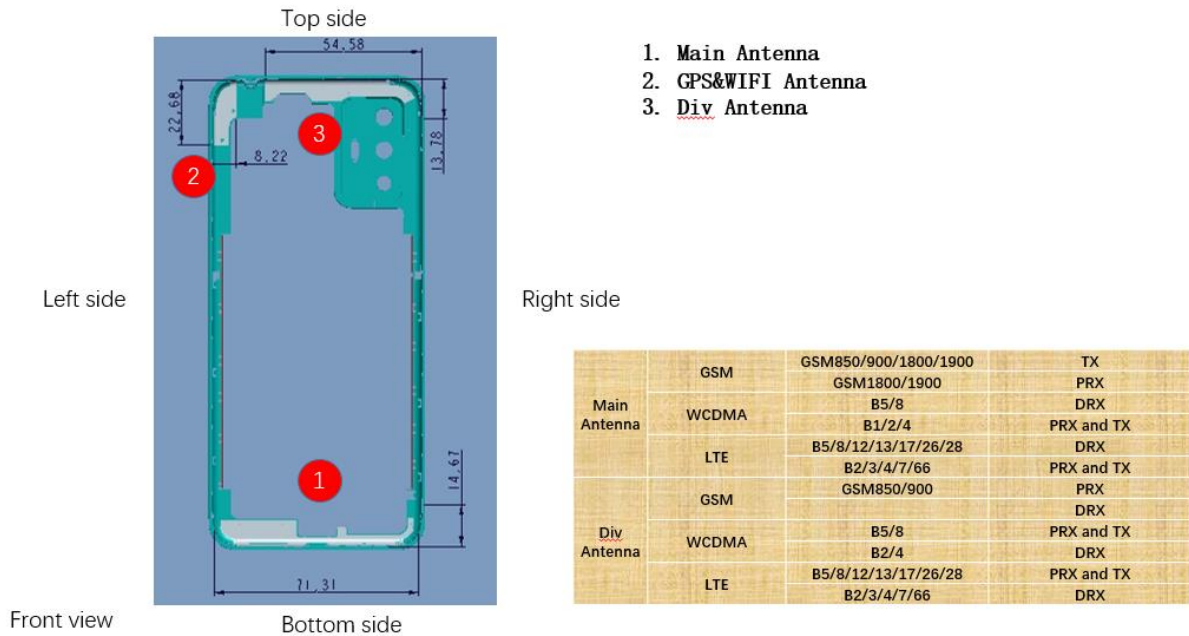 Top side
54.58
1. Main Antenna
2. GPS&WIFI Antenna
3. Div Antenna
22.68
3
13.78
8.22
2
Left side
Right side
Main Antenna
GSM
GSM850/900/1800/1900 TX
GSM1800/1900 PRX
WCDMA
B5/8 DRX
B1/2/4 PRX and TX
LTE
B5/8/12/13/17/26/28 DRX
B2/3/4/7/66 PRX and TX
Div Antenna
GSM
GSM850/900 PRX
DRX
WCDMA
B5/8 PRX and TX
B2/4 DRX
LTE
B5/8/12/13/17/26/28 PRX and TX
B2/3/4/7/66 DRX
14.67
1
71.31
Front view
Bottom side